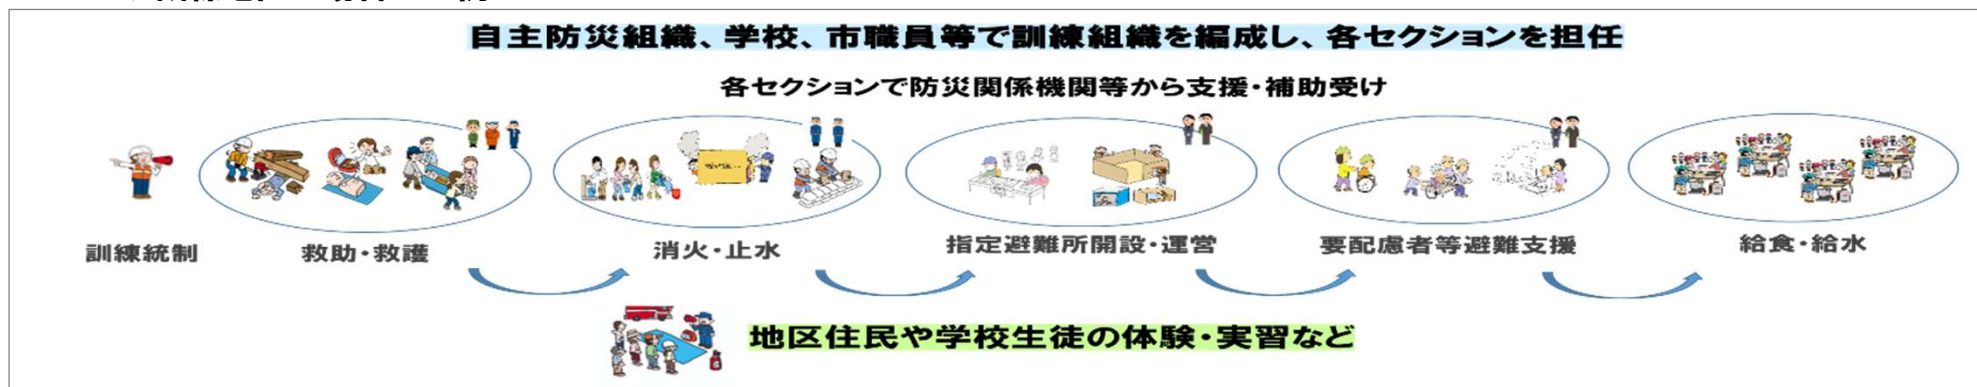 自主防災組織、学校、市職員等で訓練組織を編成し、各セクションを担任
各セクションで防災関係機関等から支援・補助受け
訓練統制
救助・救護
消火・止水
指定避難所開設・運営
要配慮者等避難支援
給食・給水
地区住民や学校生徒の体験・実習など